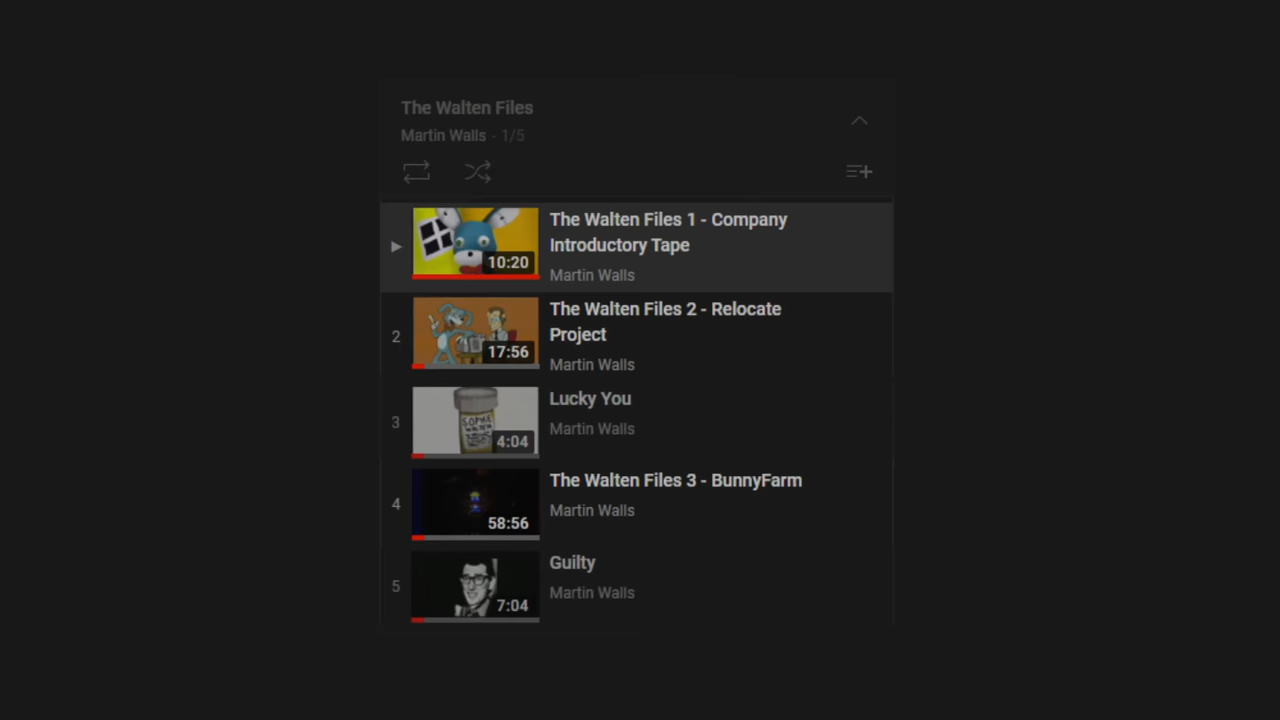 The Walten Files
Martin Walls - 1/5
The Walten Files 1 - Company
Introductory Tape
10:20
Martin Walls
2
The Walten Files 2 - Relocate
Project
17:56
Martin Walls
3
Lucky You
SOPHIE
4:04
Martin Walls
4
The Walten Files 3 - BunnyFarm
58:56
Martin Walls
5
Guilty
7:04
Martin Walls